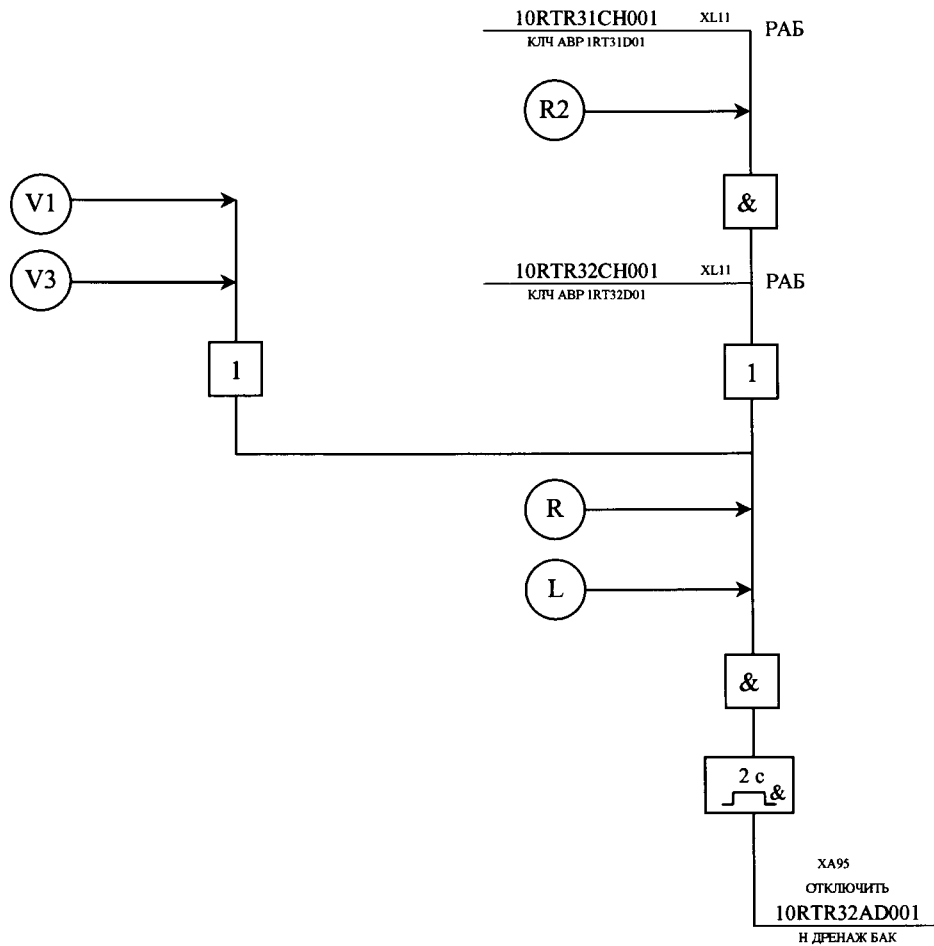 10RTR31CH001 XL11 РАБ
КЛЧ АВР 1RT31D01
R2
V1
&
V3
10RTR32CH001 XL11 РАБ
КЛЧ АВР 1RT32D01
1
1
R
L
&
2 с
&
XA95
ОТКЛЮЧИТЬ
10RTR32AD001
Н ДРЕНАЖ БАК